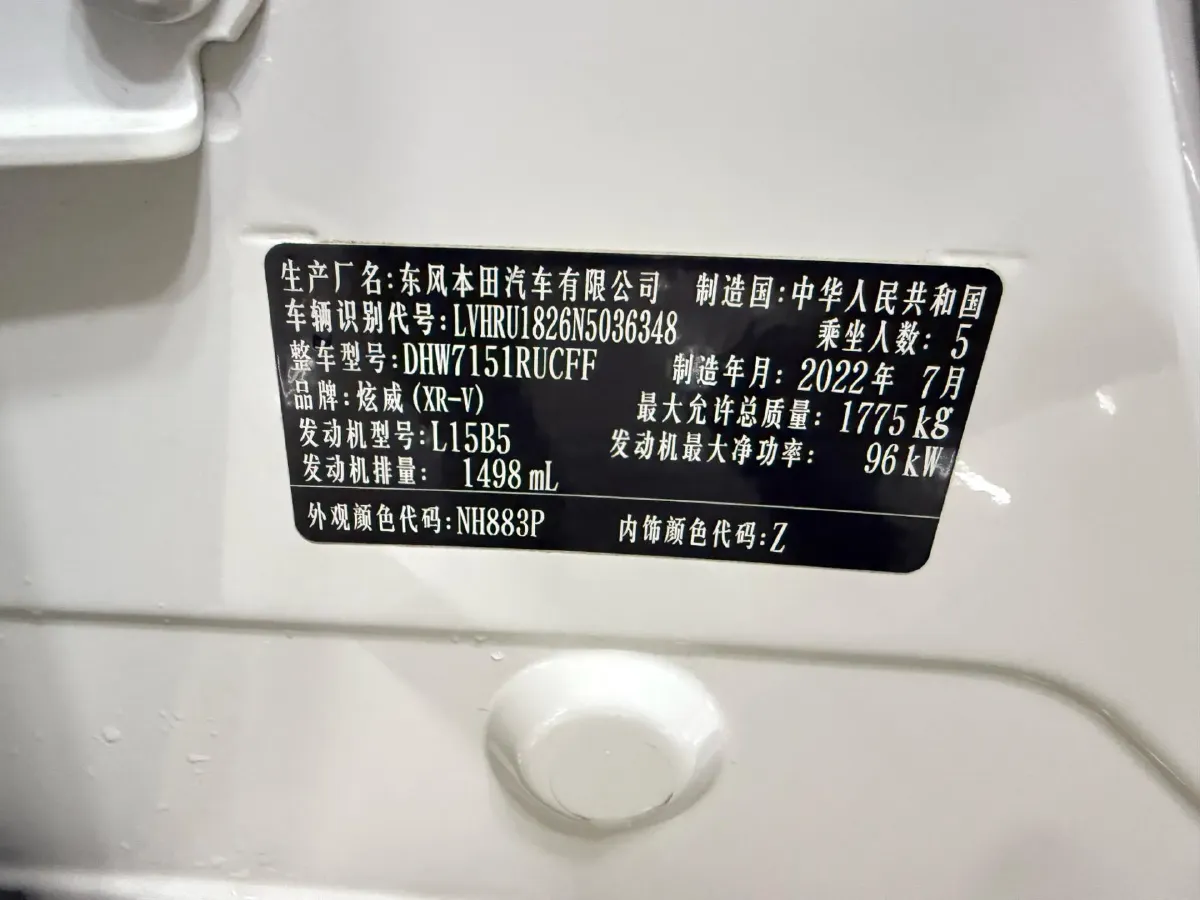 生产厂名:东风本田汽车有限公司 制造国:中华人民共和国
车辆识别代号:LVHRU1826N5036348 乘坐人数: 5
整车型号:DHW7151RUCFF 制造年月: 2022年 7月
品牌:炫威(XR-V) 最大允许总质量: 1775kg
发动机型号:L15B5 发动机最大净功率: 96kW
发动机排量: 1498mL
外观颜色代码:NH883P 内饰颜色代码:Z